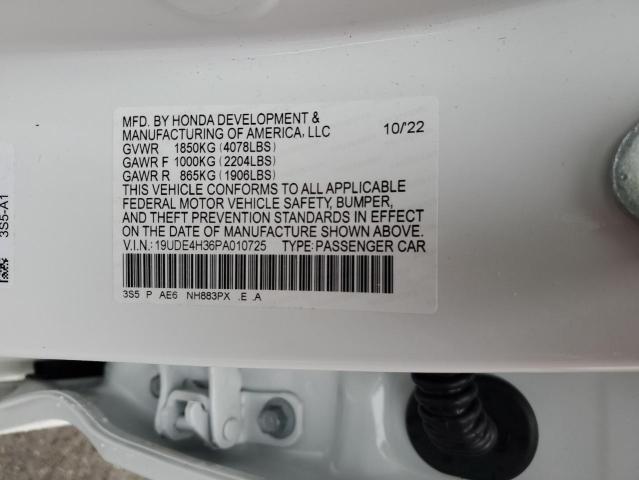 MFD. BY HONDA DEVELOPMENT &
MANUFACTURING OF AMERICA, LLC 10/'22
GVWR 1850KG (4078LBS)
GAWR F 1000KG (2204LBS)
GAWR R 865KG (1906LBS)
THIS VEHICLE CONFORMS TO ALL APPLICABLE
FEDERAL MOTOR VEHICLE SAFETY, BUMPER,
AND THEFT PREVENTION STANDARDS IN EFFECT
ON THE DATE OF MANUFACTURE SHOWN ABOVE.
V.I.N.: 19UDE4H36PA010725 TYPE: PASSENGER CAR
3S5 P AE6 NH883PX .E .A
3S5-A1